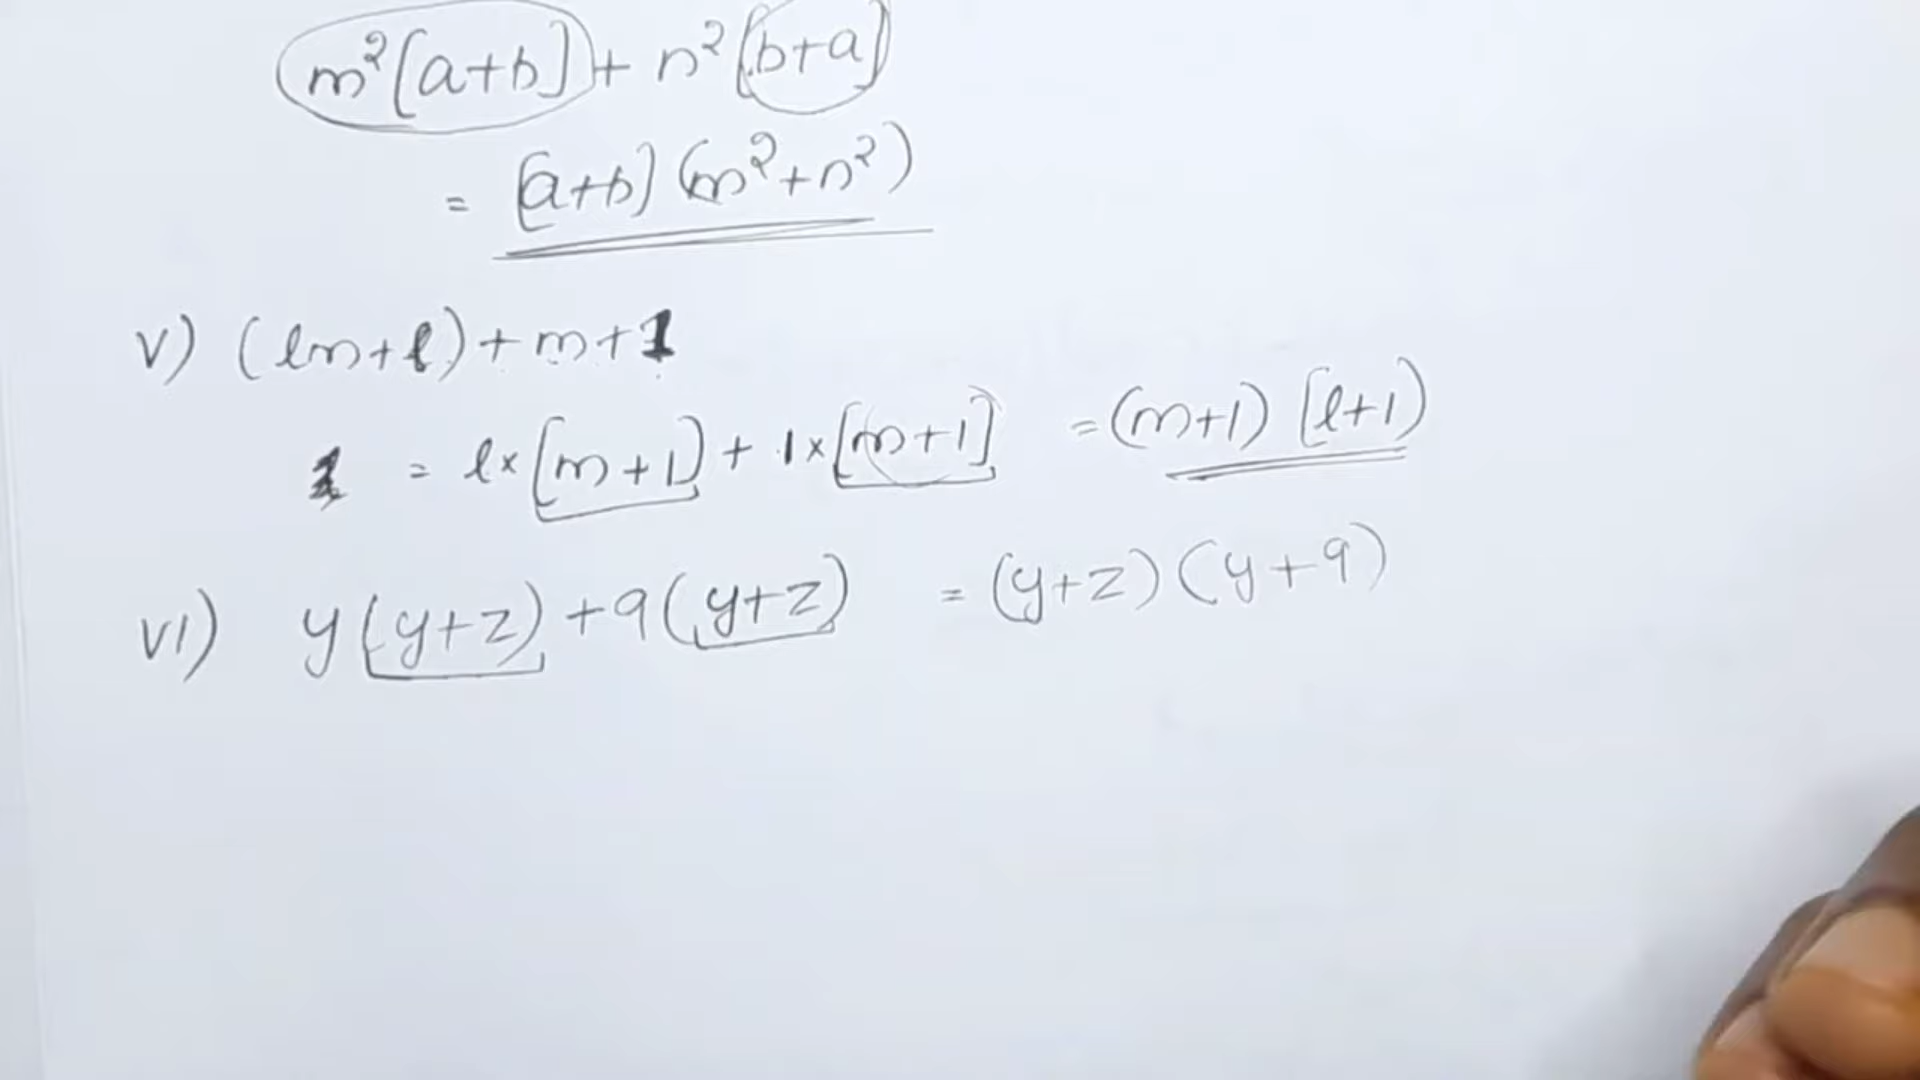 m²[a+b] + n²[b+a]
= [a+b] (m²+n²)
v) (lm+l)+m+1
= l×[m+1] + 1×[m+1] = (m+1) [l+1)
vi) y(y+z)+9(y+z) = (y+z)(y+9)